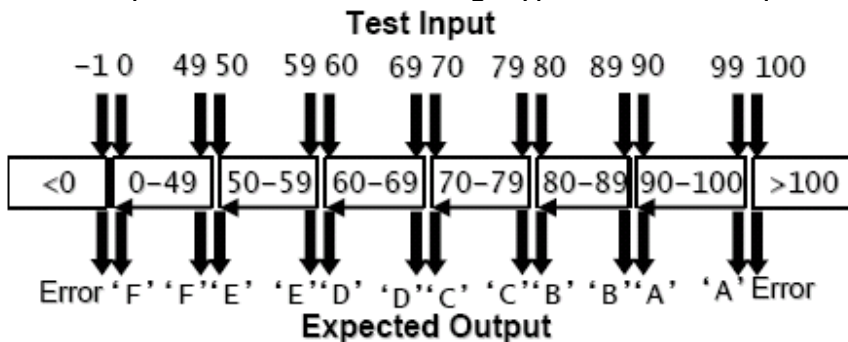 Test Input
-1 0 49 50 59 60 69 70 79 80 89 90 99 100
<0 0-49 50-59 60-69 70-79 80-89 90-100 >100
Error 'F' 'F' 'E' 'E' 'D' 'D' 'C' 'C' 'B' 'B' 'A' 'A' Error
Expected Output